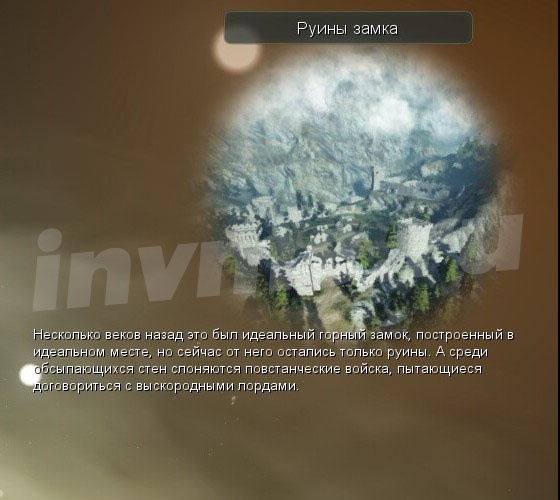 Руины замка
Несколько веков назад это был идеальный горный замок, построенный в
идеальном месте, но сейчас от него остались только руины. А среди
обсыпающихся стен слоняются повстанческие войска, пытающиеся
договориться с выскородными лордами.